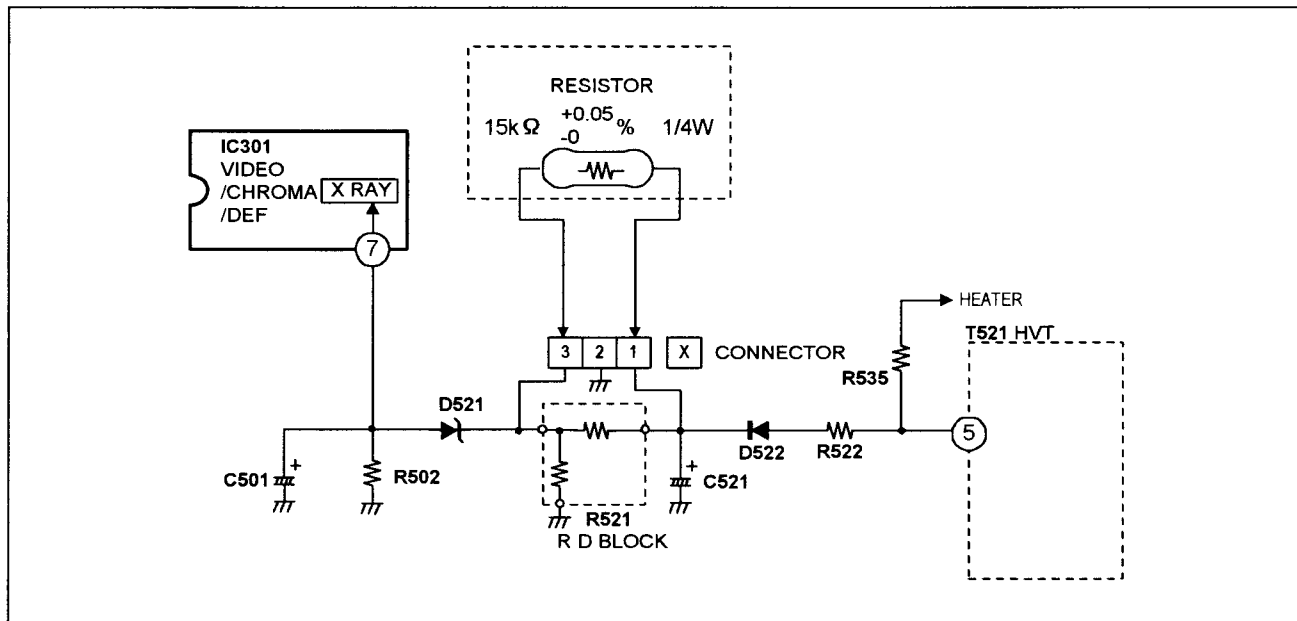 RESISTOR
15kΩ +0.05 -0 % 1/4W
IC301
VIDEO
/CHROMA
/DEF
X RAY
7
HEATER
T521 HVT
3 2 1 X CONNECTOR
R535
D521
5
D522
R522
C501
R502
C521
R521
R D BLOCK